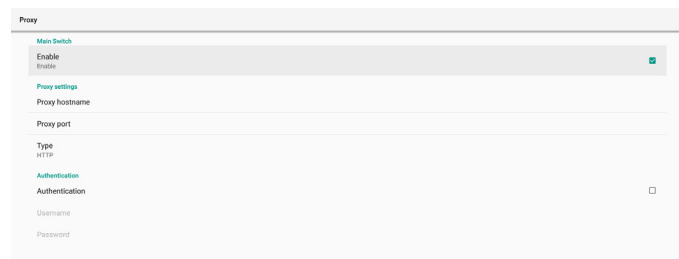 Proxy
Main Switch
Enable
Enable
Proxy settings
Proxy hostname
Proxy port
Type
HTTP
Authentication
Authentication
Username
Password